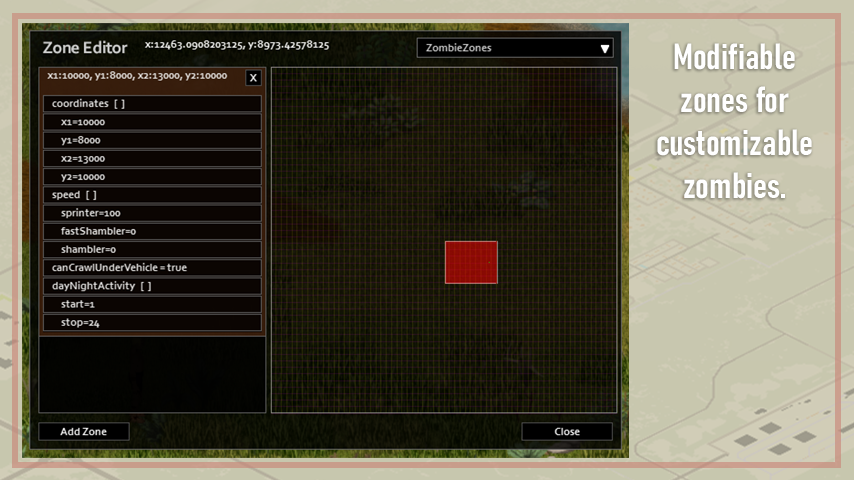 Zone Editor
x:12463.0908203125, y:8973.42578125
ZombieZones
x1:10000, y1:8000, x2:13000, y2:10000
X
coordinates [ ]
x1=10000
y1=8000
x2=13000
y2=10000
speed [ ]
sprinter=100
fastShambler=0
shambler=0
canCrawlUnderVehicle = true
dayNightActivity [ ]
start=1
stop=24
Add Zone
Close
Modifiable
zones for
customizable
zombies.